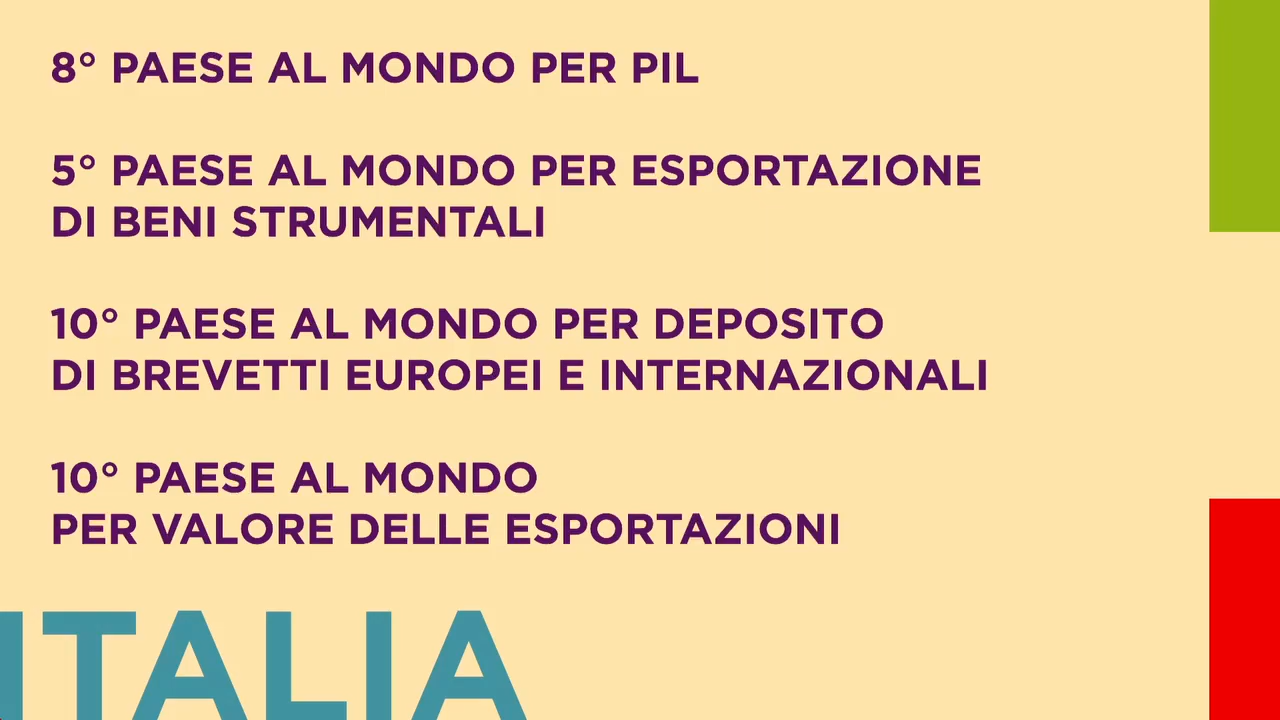 8° PAESE AL MONDO PER PIL
5° PAESE AL MONDO PER ESPORTAZIONE
DI BENI STRUMENTALI
10° PAESE AL MONDO PER DEPOSITO
DI BREVETTI EUROPEI E INTERNAZIONALI
10° PAESE AL MONDO
PER VALORE DELLE ESPORTAZIONI
ITALIA